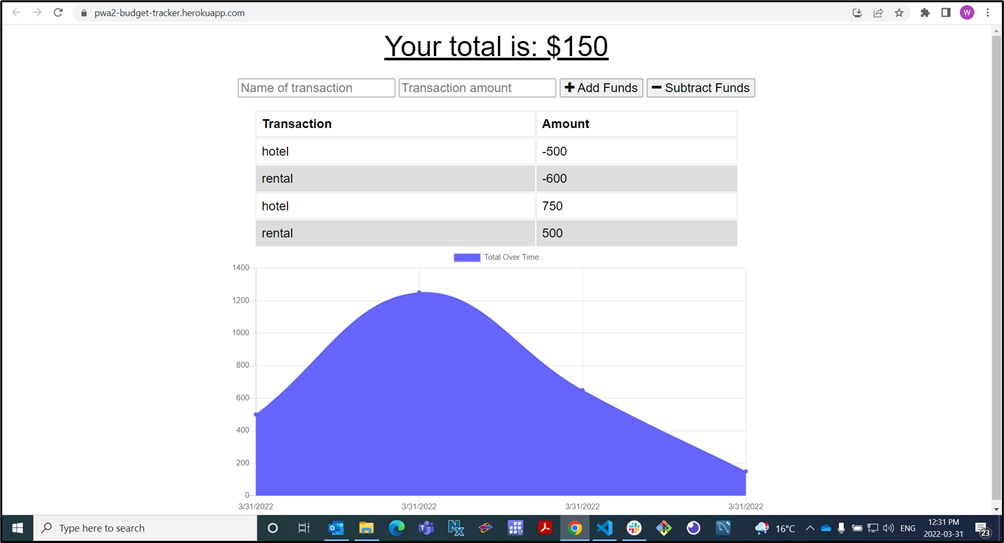 pwa2-budget-tracker.herokuapp.com
W
Your total is: $150
Name of transaction Transaction amount Add Funds Subtract Funds
Transaction Amount
hotel -500
rental -600
hotel 750
rental 500
Total Over Time
1400
1200
1000
800
600
400
200
0
3/31/2022 3/31/2022 3/31/2022 3/31/2022
Type here to search
16°C ENG 12:31 PM
2022-03-31
23